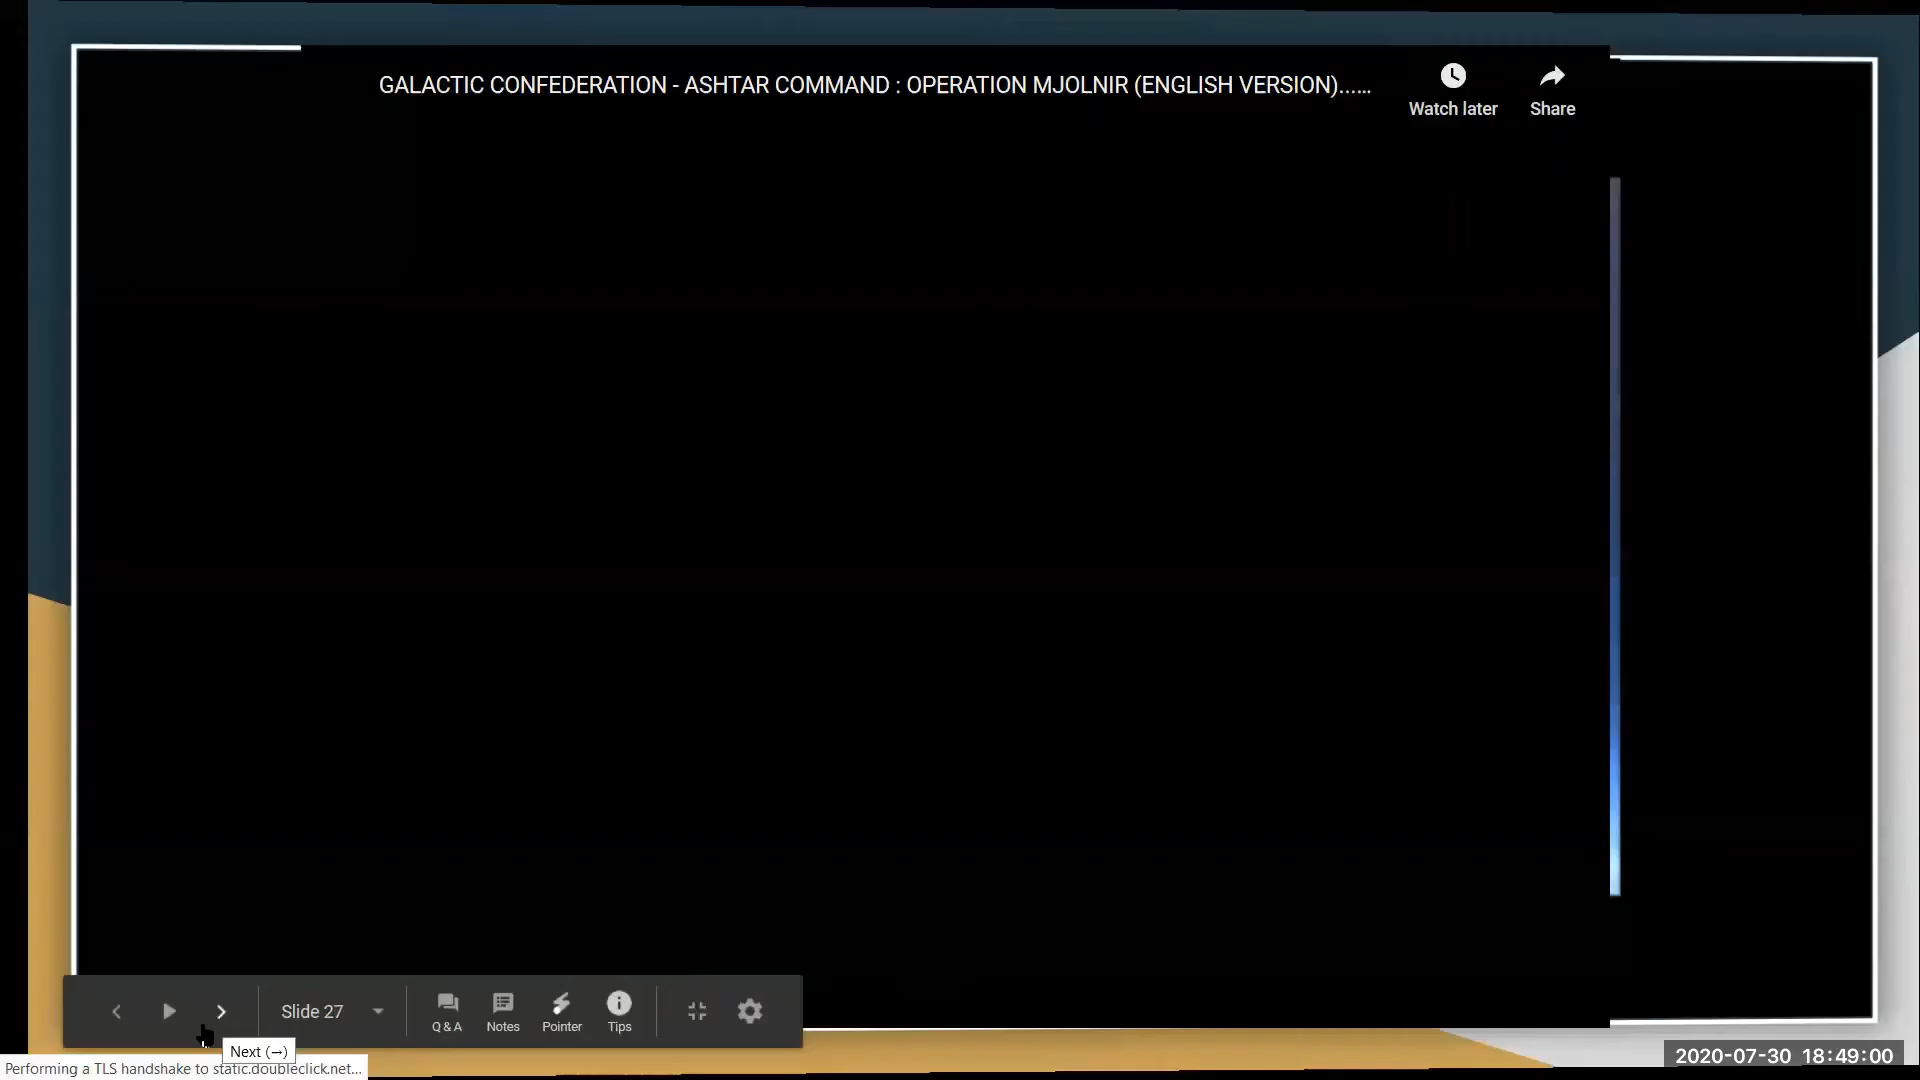 GALACTIC CONFEDERATION - ASHTAR COMMAND : OPERATION MJOLNIR (ENGLISH VERSION)......
Watch later
Share
Slide 27
Q & A
Notes
Pointer
Tips
Next (→)
Performing a TLS handshake to static.doubleclick.net...
2020-07-30 18:49:00